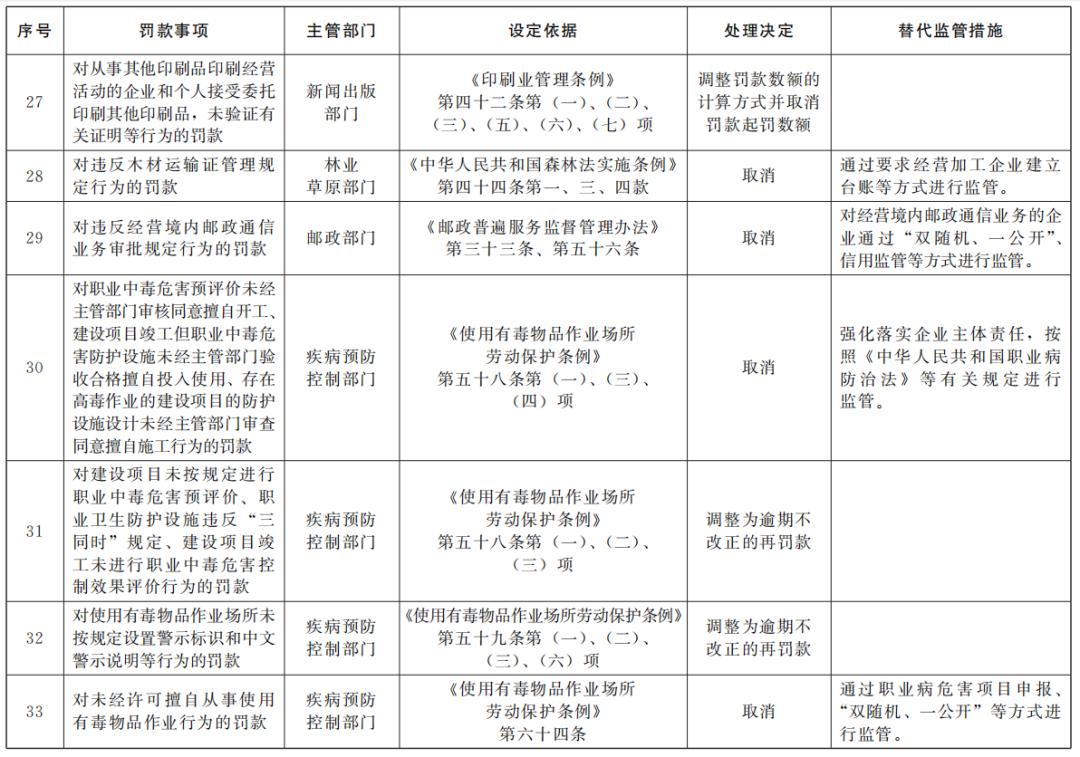 序号
罚款事项
主管部门
设定依据
处理决定
替代监管措施
27
对从事其他印刷品印刷经营
活动的企业和个人接受委托
印刷其他印刷品，未验证有
关证明等行为的罚款
新闻出版
部门
《印刷业管理条例》
第四十二条第（一）、（二）、
（三）、（五）、（六）、（七）项
调整罚款数额的
计算方式并取消
罚款起罚数额
28
对违反木材运输证管理规
定行为的罚款
林业
草原部门
《中华人民共和国森林法实施条例》
第四十四条第一、三、四款
取消
通过要求经营加工企业建立
台账等方式进行监管。
29
对违反经营境内邮政通信
业务审批规定行为的罚款
邮政部门
《邮政普遍服务监督管理办法》
第三十三条、第五十六条
取消
对经营境内邮政通信业务的企
业通过“双随机、一公开”、
信用监管等方式进行监管。
30
对职业中毒危害预评价未经
主管部门审核同意擅自开工、
建设项目竣工但职业中毒危
害防护设施未经主管部门验
收合格擅自投入使用、存在
高毒作业的建设项目的防护
设施设计未经主管部门审查
同意擅自施工行为的罚款
疾病预防
控制部门
《使用有毒物品作业场所
劳动保护条例》
第五十八条第（一）、（三）、
（四）项
取消
强化落实企业主体责任，按
照《中华人民共和国职业病
防治法》等有关规定进行
监管。
31
对建设项目未按规定进行
职业中毒危害预评价、职
业卫生防护设施违反“三
同时”规定、建设项目竣
工未进行职业中毒危害控
制效果评价行为的罚款
疾病预防
控制部门
《使用有毒物品作业场所
劳动保护条例》
第五十八条第（一）、（二）、
（三）项
调整为逾期不
改正的再罚款
32
对使用有毒物品作业场所未
按规定设置警示标识和中文
警示说明等行为的罚款
疾病预防
控制部门
《使用有毒物品作业场所劳动保护条例》
第五十九条第（一）、（二）、
（三）、（六）项
调整为逾期不
改正的再罚款
33
对未经许可擅自从事使用
有毒物品作业行为的罚款
疾病预防
控制部门
《使用有毒物品作业场所
劳动保护条例》
第六十四条
取消
通过职业病危害项目申报、
“双随机、一公开”等方式进
行监管。